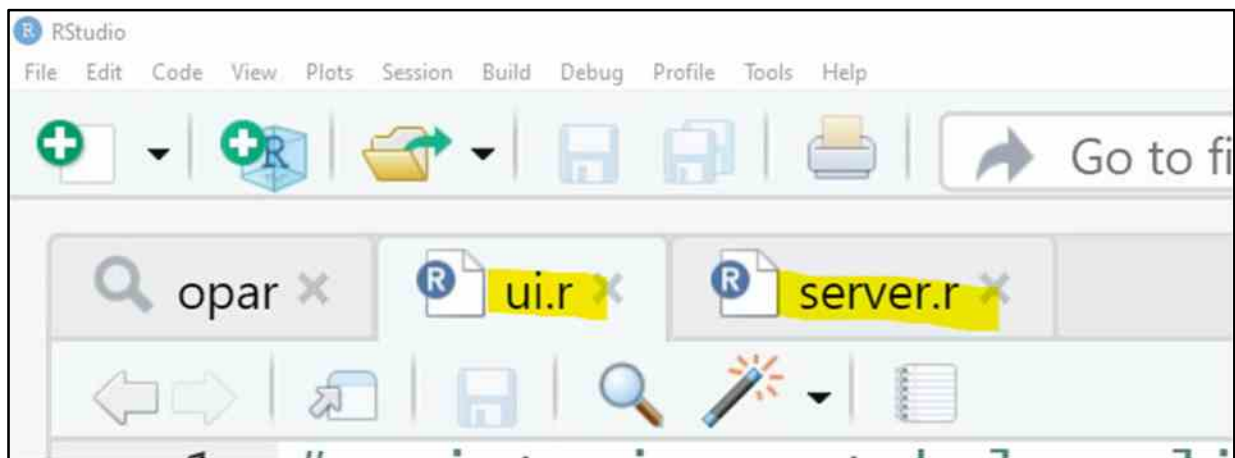 RStudio
File Edit Code View Plots Session Build Debug Profile Tools Help
Go to fi
opar ui.r server.r